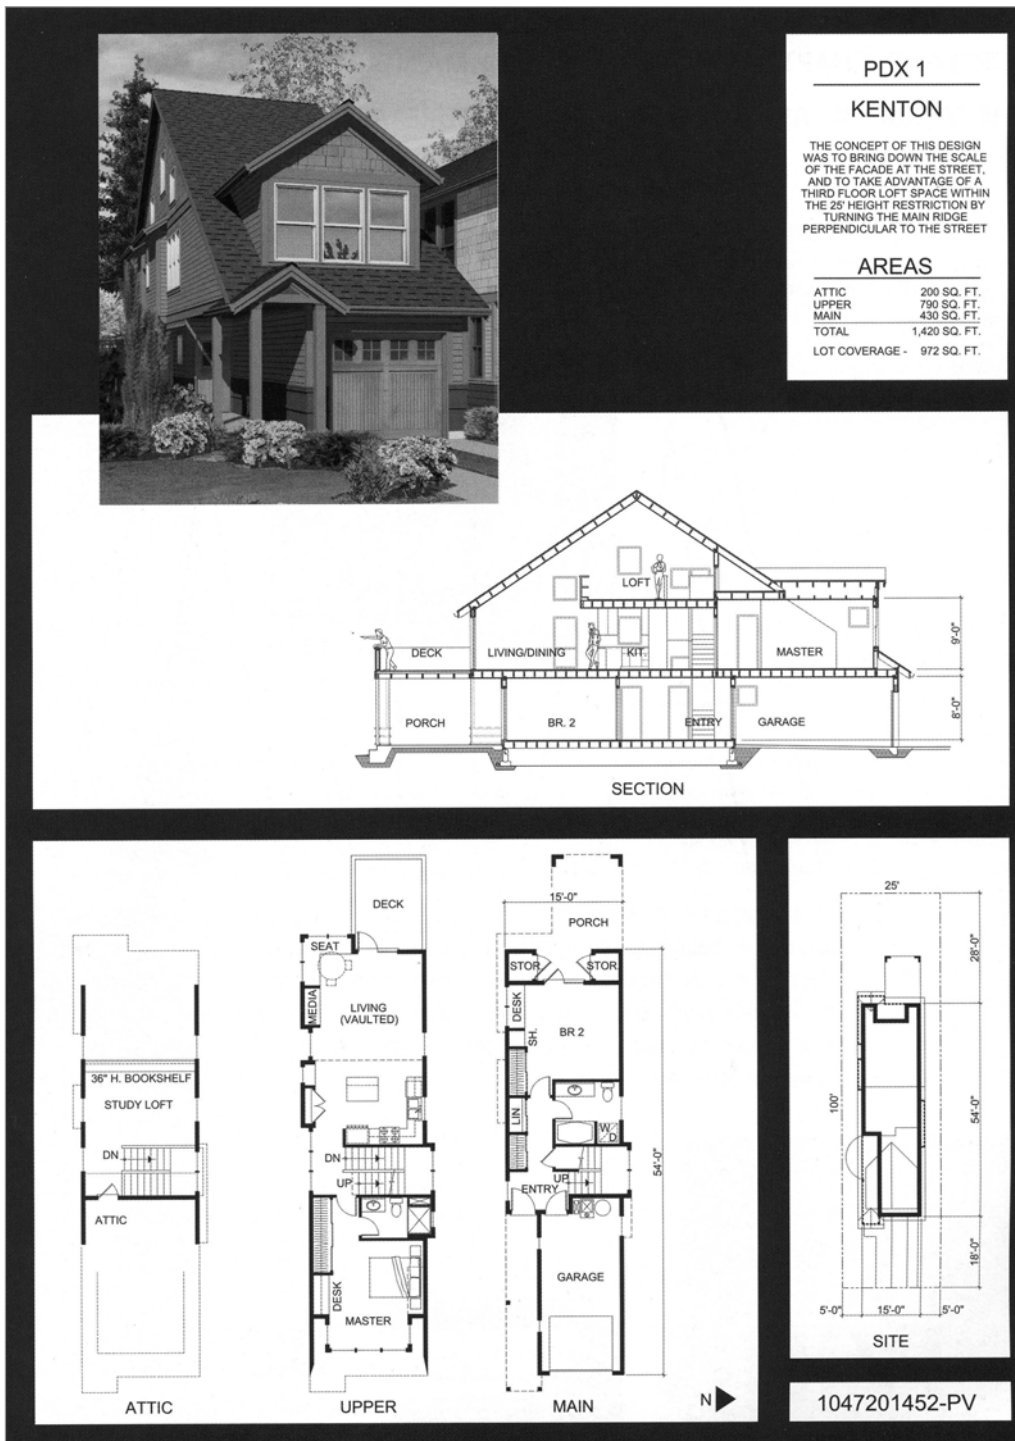 PDX 1
KENTON
THE CONCEPT OF THIS DESIGN
WAS TO BRING DOWN THE SCALE
OF THE FACADE AT THE STREET,
AND TO TAKE ADVANTAGE OF A
THIRD FLOOR LOFT SPACE WITHIN
THE 25' HEIGHT RESTRICTION BY
TURNING THE MAIN RIDGE
PERPENDICULAR TO THE STREET
AREAS
ATTIC 200 SQ. FT.
UPPER 790 SQ. FT.
MAIN 430 SQ. FT.
TOTAL 1,420 SQ. FT.
LOT COVERAGE - 972 SQ. FT.
LOFT
DECK LIVING/DINING KIT. MASTER
9'-0"
PORCH BR. 2 ENTRY GARAGE
8'-0"
SECTION
36" H. BOOKSHELF
STUDY LOFT
DN
ATTIC
ATTIC
DECK
SEAT
MEDIA
LIVING
(VAULTED)
DN
UP
DESK
MASTER
UPPER
15'-0"
PORCH
STOR. STOR.
DESK
SH.
BR 2
LIN
W
D
UP
ENTRY
54'-0"
GARAGE
MAIN
N
25'
28'-0"
100'
54'-0"
18'-0"
5'-0" 15'-0" 5'-0"
SITE
1047201452-PV